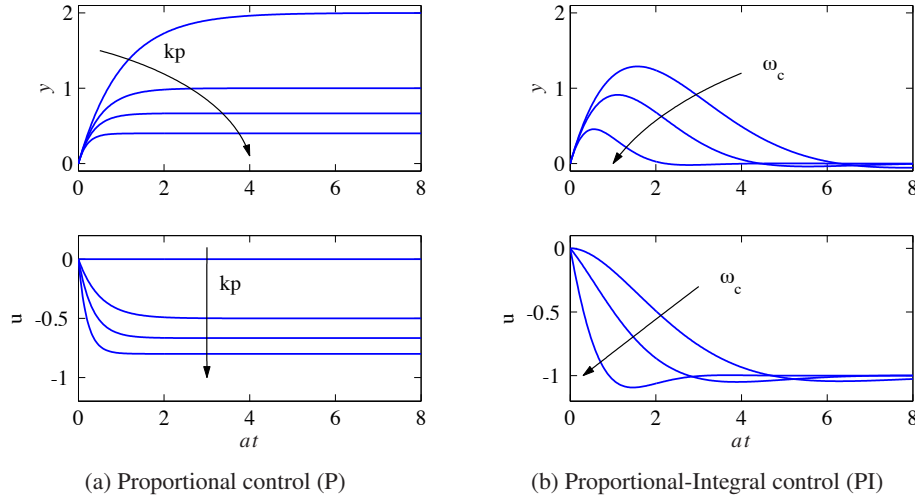 2
1
0
y
kp
0 2 4 6 8
0
-0.5
-1
u
kp
0 2 4 6 8
at
(a) Proportional control (P)
2
1
0
y
ω_c
0 2 4 6 8
0
-0.5
-1
u
ω_c
0 2 4 6 8
at
(b) Proportional-Integral control (PI)